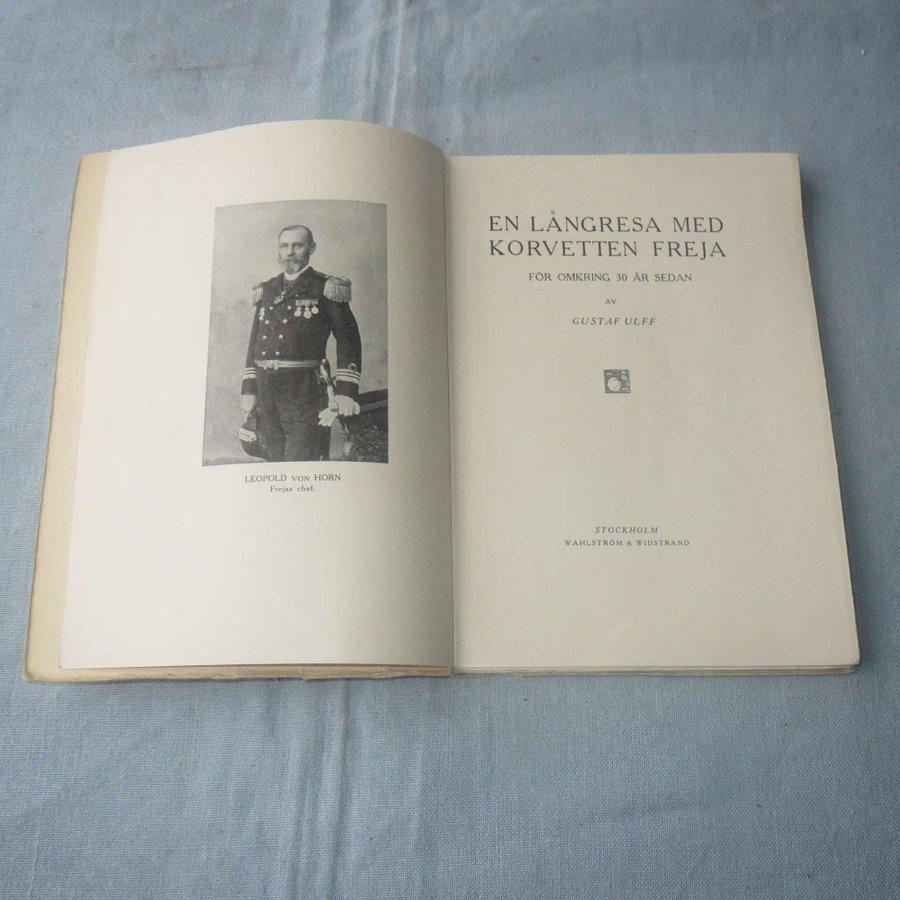 LEOPOLD VON HORN
Frejas chef.
EN LÅNGRESA MED
KORVETTEN FREJA
FÖR OMKRING 30 ÅR SEDAN
AV
GUSTAF ULFF
STOCKHOLM
WAHLSTRÖM & WIDSTRAND